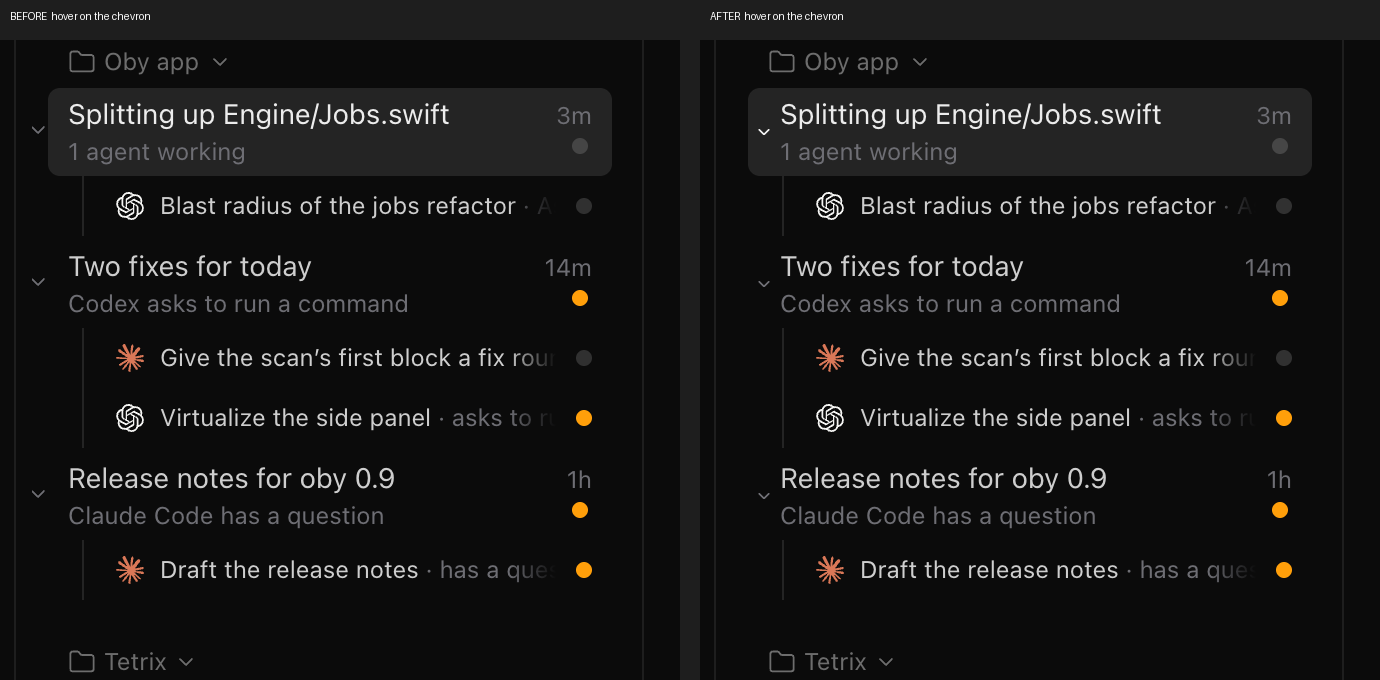 BEFORE hover on the chevron
Oby app
Splitting up Engine/Jobs.swift 3m
1 agent working
Blast radius of the jobs refactor · A
Two fixes for today 14m
Codex asks to run a command
Give the scan’s first block a fix rour
Virtualize the side panel · asks to ru
Release notes for oby 0.9 1h
Claude Code has a question
Draft the release notes · has a ques
Tetrix
AFTER hover on the chevron
Oby app
Splitting up Engine/Jobs.swift 3m
1 agent working
Blast radius of the jobs refactor · A
Two fixes for today 14m
Codex asks to run a command
Give the scan’s first block a fix rour
Virtualize the side panel · asks to ru
Release notes for oby 0.9 1h
Claude Code has a question
Draft the release notes · has a ques
Tetrix